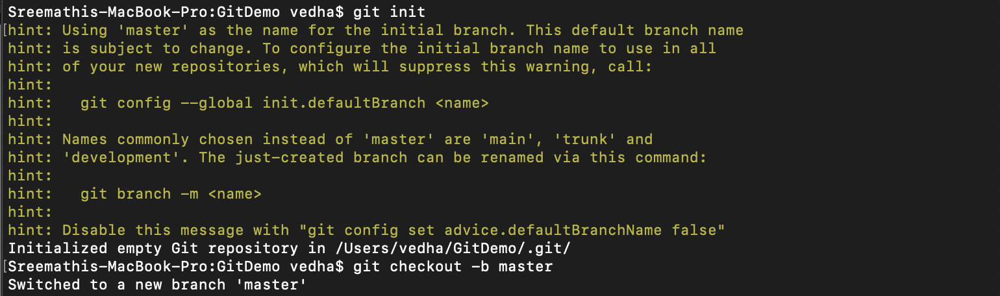 Sreemathis-MacBook-Pro:GitDemo vedha$ git init
[hint: Using 'master' as the name for the initial branch. This default branch name
hint: is subject to change. To configure the initial branch name to use in all
hint: of your new repositories, which will suppress this warning, call:
hint:
hint:   git config --global init.defaultBranch <name>
hint:
hint: Names commonly chosen instead of 'master' are 'main', 'trunk' and
hint: 'development'. The just-created branch can be renamed via this command:
hint:
hint:   git branch -m <name>
hint:
hint: Disable this message with "git config set advice.defaultBranchName false"
Initialized empty Git repository in /Users/vedha/GitDemo/.git/
[Sreemathis-MacBook-Pro:GitDemo vedha$ git checkout -b master
Switched to a new branch 'master'